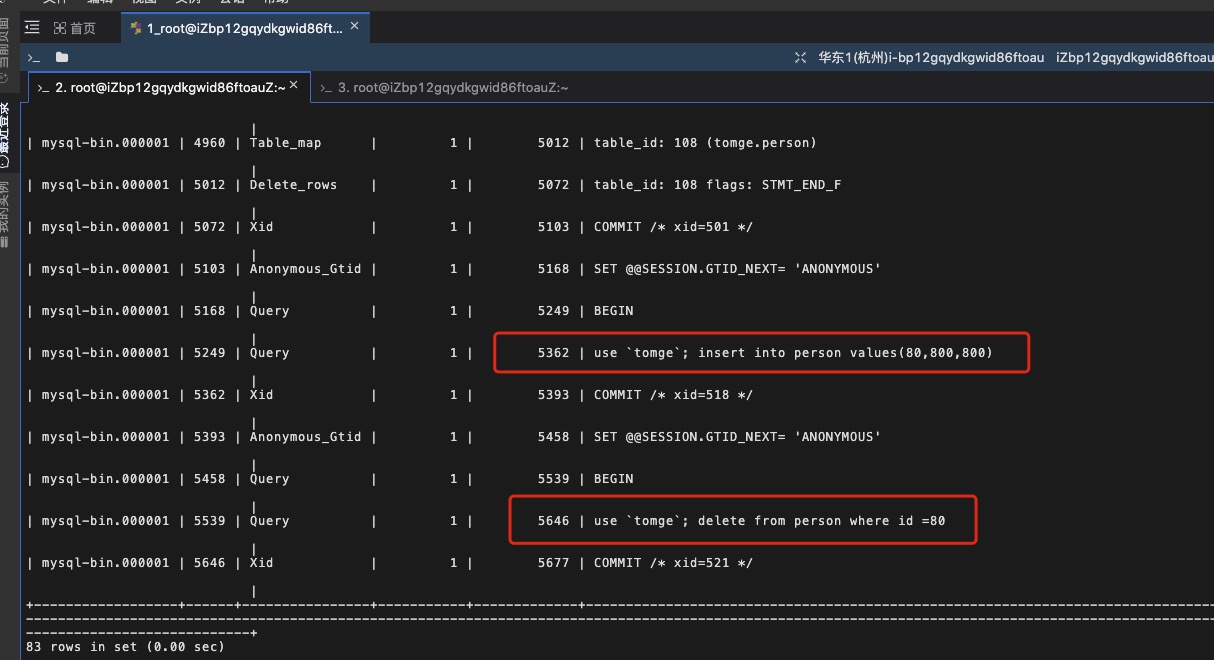 首页
1_root@iZbp12gqydkgwid86ft...
华东1(杭州)i-bp12gqydkgwid86ftoau iZbp12gqydkgwid86ftoau
>_ 2. root@iZbp12gqydkgwid86ftoauZ:~
>_ 3. root@iZbp12gqydkgwid86ftoauZ:~
当前页面
最近登录
我的实例
|
| mysql-bin.000001 | 4960 | Table_map | 1 | 5012 | table_id: 108 (tomge.person)
|
| mysql-bin.000001 | 5012 | Delete_rows | 1 | 5072 | table_id: 108 flags: STMT_END_F
|
| mysql-bin.000001 | 5072 | Xid | 1 | 5103 | COMMIT /* xid=501 */
|
| mysql-bin.000001 | 5103 | Anonymous_Gtid | 1 | 5168 | SET @@SESSION.GTID_NEXT= 'ANONYMOUS'
|
| mysql-bin.000001 | 5168 | Query | 1 | 5249 | BEGIN
|
| mysql-bin.000001 | 5249 | Query | 1 | 5362 | use `tomge`; insert into person values(80,800,800)
|
| mysql-bin.000001 | 5362 | Xid | 1 | 5393 | COMMIT /* xid=518 */
|
| mysql-bin.000001 | 5393 | Anonymous_Gtid | 1 | 5458 | SET @@SESSION.GTID_NEXT= 'ANONYMOUS'
|
| mysql-bin.000001 | 5458 | Query | 1 | 5539 | BEGIN
|
| mysql-bin.000001 | 5539 | Query | 1 | 5646 | use `tomge`; delete from person where id =80
|
| mysql-bin.000001 | 5646 | Xid | 1 | 5677 | COMMIT /* xid=521 */
|
83 rows in set (0.00 sec)